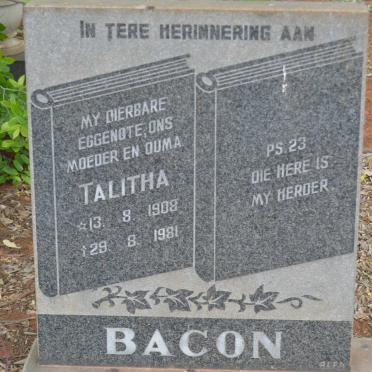 IN TERE HERINNERING AAN
MY DIERBARE
EGGENOTE, ONS
MOEDER EN OUMA
TALITHA
☆13. 8. 1908
†29. 8. 1981
PS. 23.
DIE HERE IS
MY HERDER
BACON